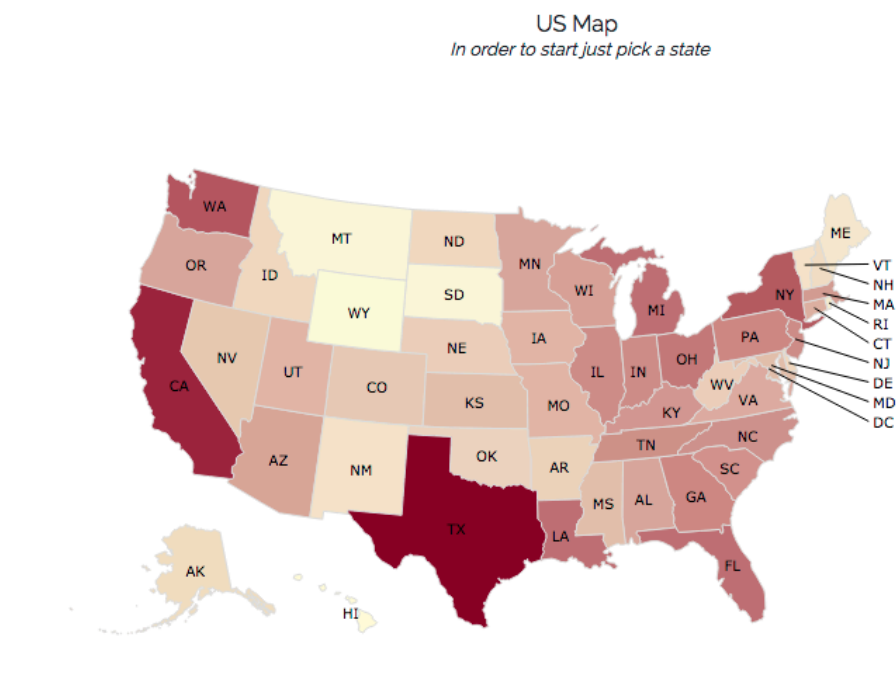 US Map
In order to start just pick a state
WA
MT
ND
MN
ME
OR
ID
SD
WI
MI
NY
VT
NH
MA
RI
CT
NJ
DE
MD
DC
WY
NE
IA
PA
CA
NV
UT
CO
KS
MO
IL
IN
OH
WV
VA
KY
AZ
NM
OK
AR
TN
NC
SC
MS
AL
GA
TX
LA
FL
AK
HI